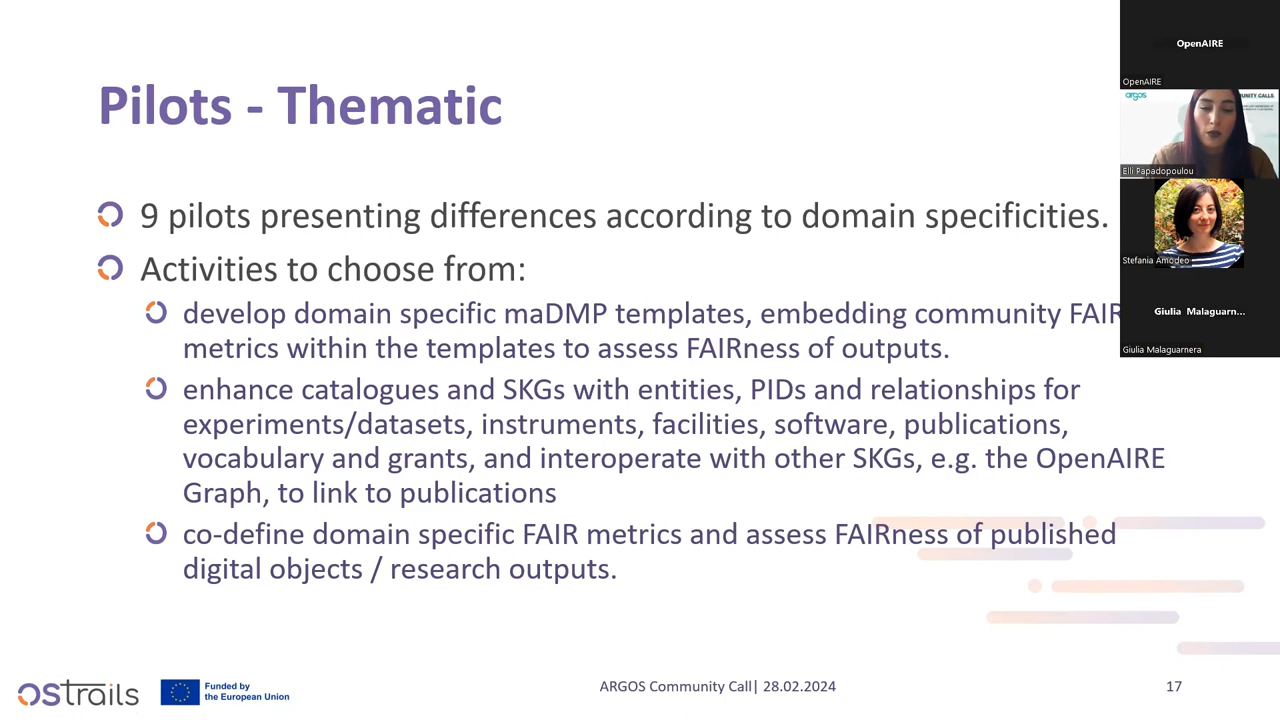 Pilots - Thematic
9 pilots presenting differences according to domain specificities.
Activities to choose from:
develop domain specific maDMP templates, embedding community FAIR
metrics within the templates to assess FAIRness of outputs.
enhance catalogues and SKGs with entities, PIDs and relationships for
experiments/datasets, instruments, facilities, software, publications,
vocabulary and grants, and interoperate with other SKGs, e.g. the OpenAIRE
Graph, to link to publications
co-define domain specific FAIR metrics and assess FAIRness of published
digital objects / research outputs.
ostrails
Funded by
the European Union
ARGOS Community Call| 28.02.2024
17
OpenAIRE
OpenAIRE
argos
UNITY CALLS
Elli Papadopoulou
Stefania Amodeo
Giulia Malaguarn...
Giulia Malaguarnera